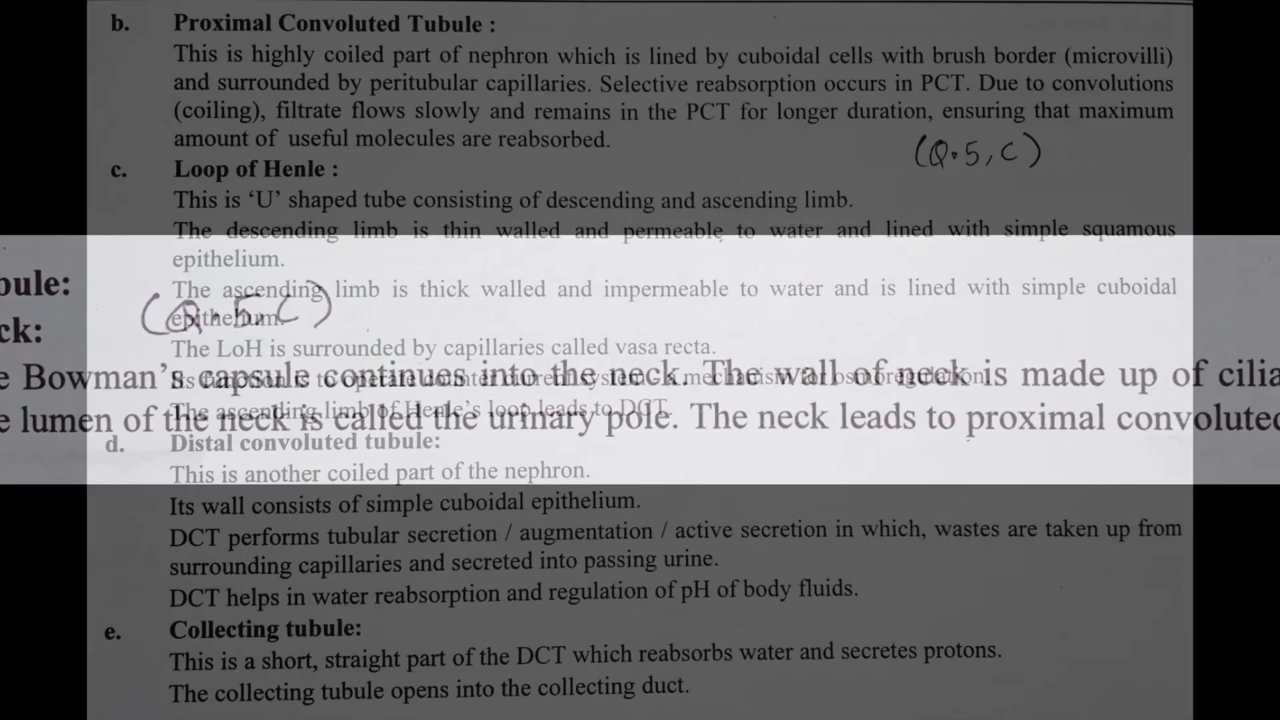 b. Proximal Convoluted Tubule :
This is highly coiled part of nephron which is lined by cuboidal cells with brush border (microvilli)
and surrounded by peritubular capillaries. Selective reabsorption occurs in PCT. Due to convolutions
(coiling), filtrate flows slowly and remains in the PCT for longer duration, ensuring that maximum
amount of useful molecules are reabsorbed.
(Q.5, C)
c. Loop of Henle :
This is ‘U’ shaped tube consisting of descending and ascending limb.
The descending limb is thin walled and permeable to water and lined with simple squamous
epithelium.
bule:
The ascending limb is thick walled and impermeable to water and is lined with simple cuboidal
epithelium.
(Q. 5 C)
ck:
The LoH is surrounded by capillaries called vasa recta.
e Bowman’s capsule continues into the neck. The wall of neck is made up of cilia
The ascending limb of Henle’s loop leads to DCT.
e lumen of the neck is called the urinary pole. The neck leads to proximal convoluted
d. Distal convoluted tubule:
This is another coiled part of the nephron.
Its wall consists of simple cuboidal epithelium.
DCT performs tubular secretion / augmentation / active secretion in which, wastes are taken up from
surrounding capillaries and secreted into passing urine.
DCT helps in water reabsorption and regulation of pH of body fluids.
e. Collecting tubule:
This is a short, straight part of the DCT which reabsorbs water and secretes protons.
The collecting tubule opens into the collecting duct.